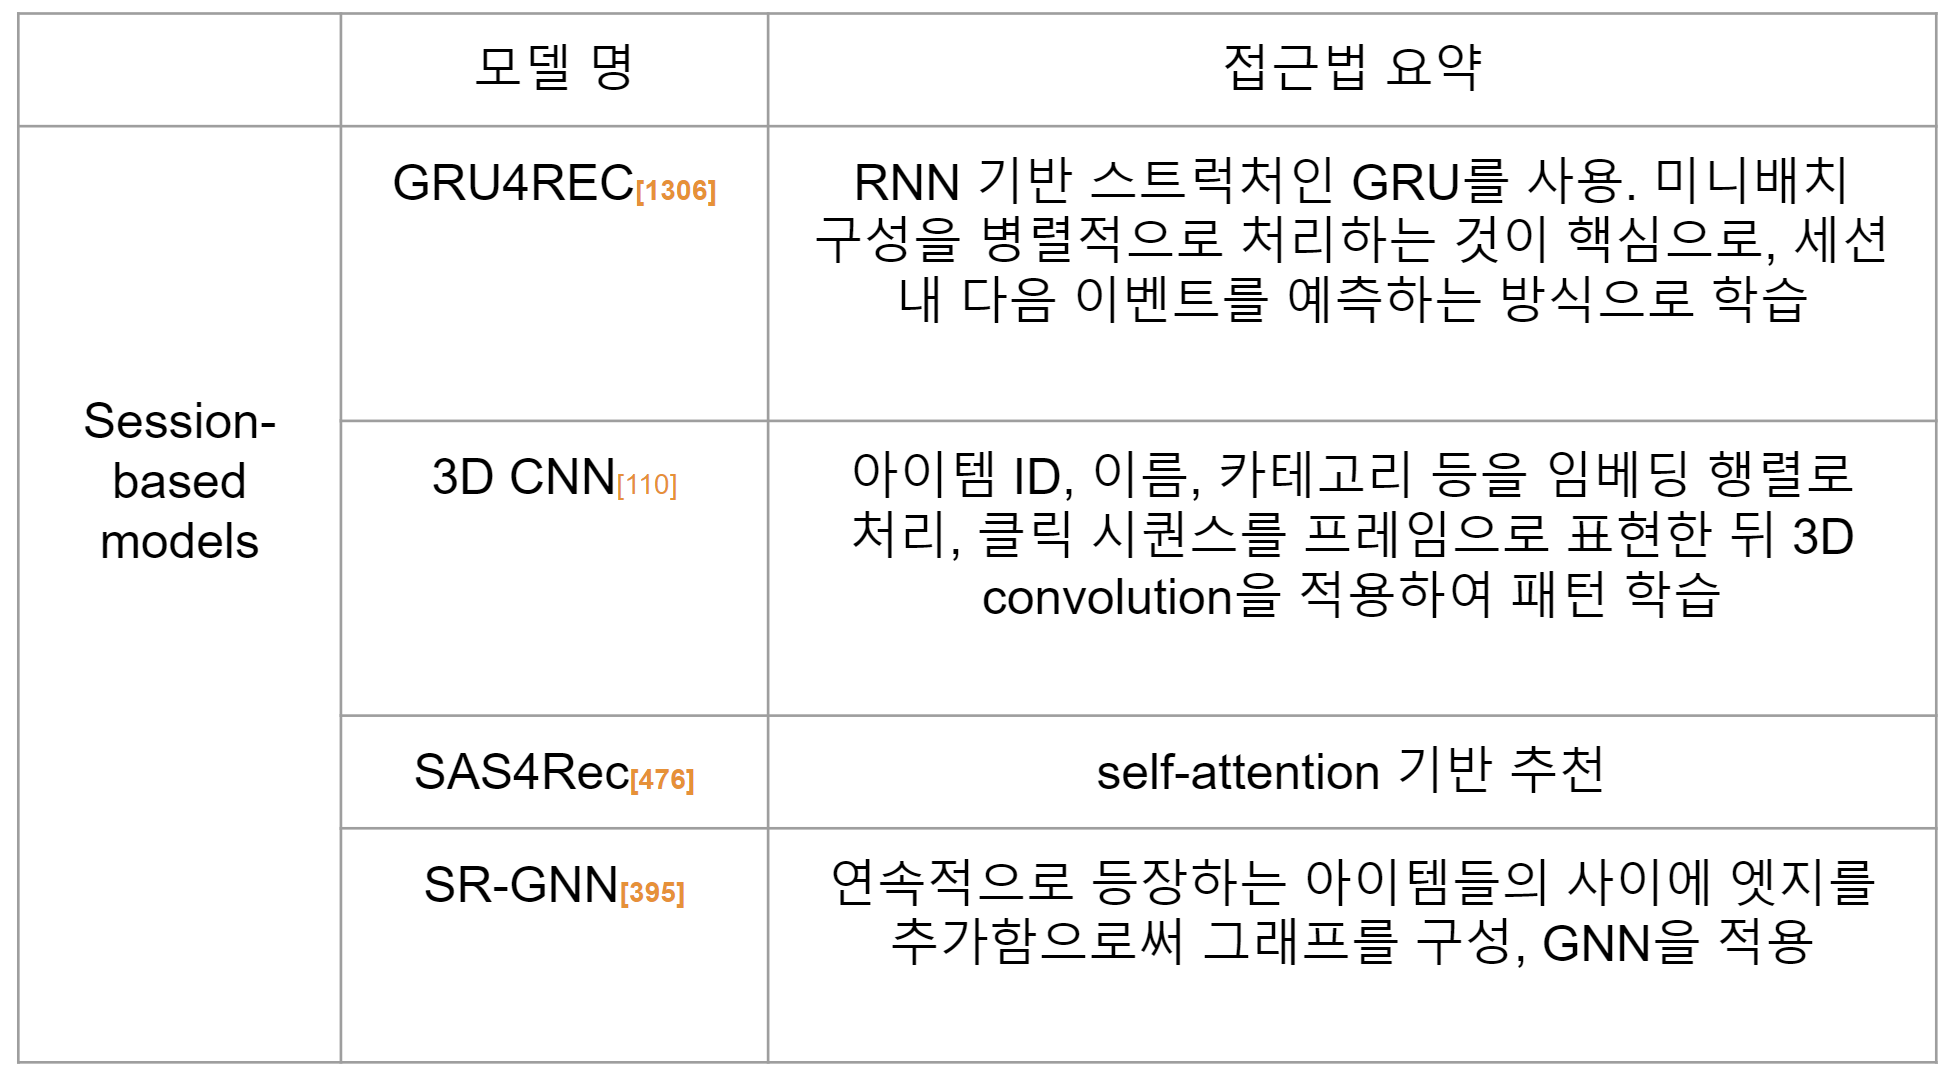 모델 명
접근법 요약
Session-
based
models
GRU4REC[1306]
RNN 기반 스트럭처인 GRU를 사용. 미니배치
구성을 병렬적으로 처리하는 것이 핵심으로, 세션
내 다음 이벤트를 예측하는 방식으로 학습
3D CNN[110]
아이템 ID, 이름, 카테고리 등을 임베딩 행렬로
처리, 클릭 시퀀스를 프레임으로 표현한 뒤 3D
convolution을 적용하여 패턴 학습
SAS4Rec[476]
self-attention 기반 추천
SR-GNN[395]
연속적으로 등장하는 아이템들의 사이에 엣지를
추가함으로써 그래프를 구성, GNN을 적용